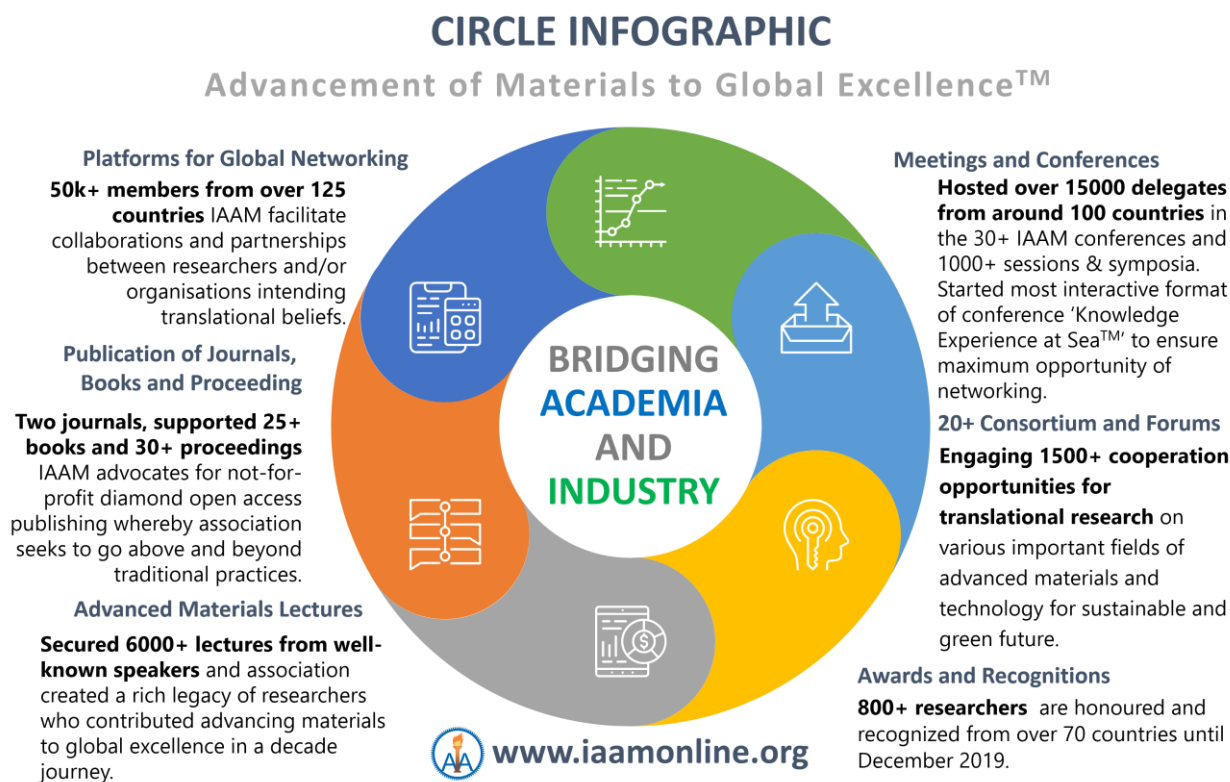 CIRCLE INFOGRAPHIC
Advancement of Materials to Global Excellence™
Platforms for Global Networking
50k+ members from over 125
countries IAAM facilitate
collaborations and partnerships
between researchers and/or
organisations intending
translational beliefs.
Publication of Journals,
Books and Proceeding
Two journals, supported 25+
books and 30+ proceedings
IAAM advocates for not-for-
profit diamond open access
publishing whereby association
seeks to go above and beyond
traditional practices.
Advanced Materials Lectures
Secured 6000+ lectures from well-
known speakers and association
created a rich legacy of researchers
who contributed advancing materials
to global excellence in a decade
journey.
BRIDGING
ACADEMIA
AND
INDUSTRY
$
Meetings and Conferences
Hosted over 15000 delegates
from around 100 countries in
the 30+ IAAM conferences and
1000+ sessions & symposia.
Started most interactive format
of conference ‘Knowledge
Experience at Sea™’ to ensure
maximum opportunity of
networking.
20+ Consortium and Forums
Engaging 1500+ cooperation
opportunities for
translational research on
various important fields of
advanced materials and
technology for sustainable and
green future.
Awards and Recognitions
800+ researchers are honoured and
recognized from over 70 countries until
December 2019.
AA
www.iaamonline.org